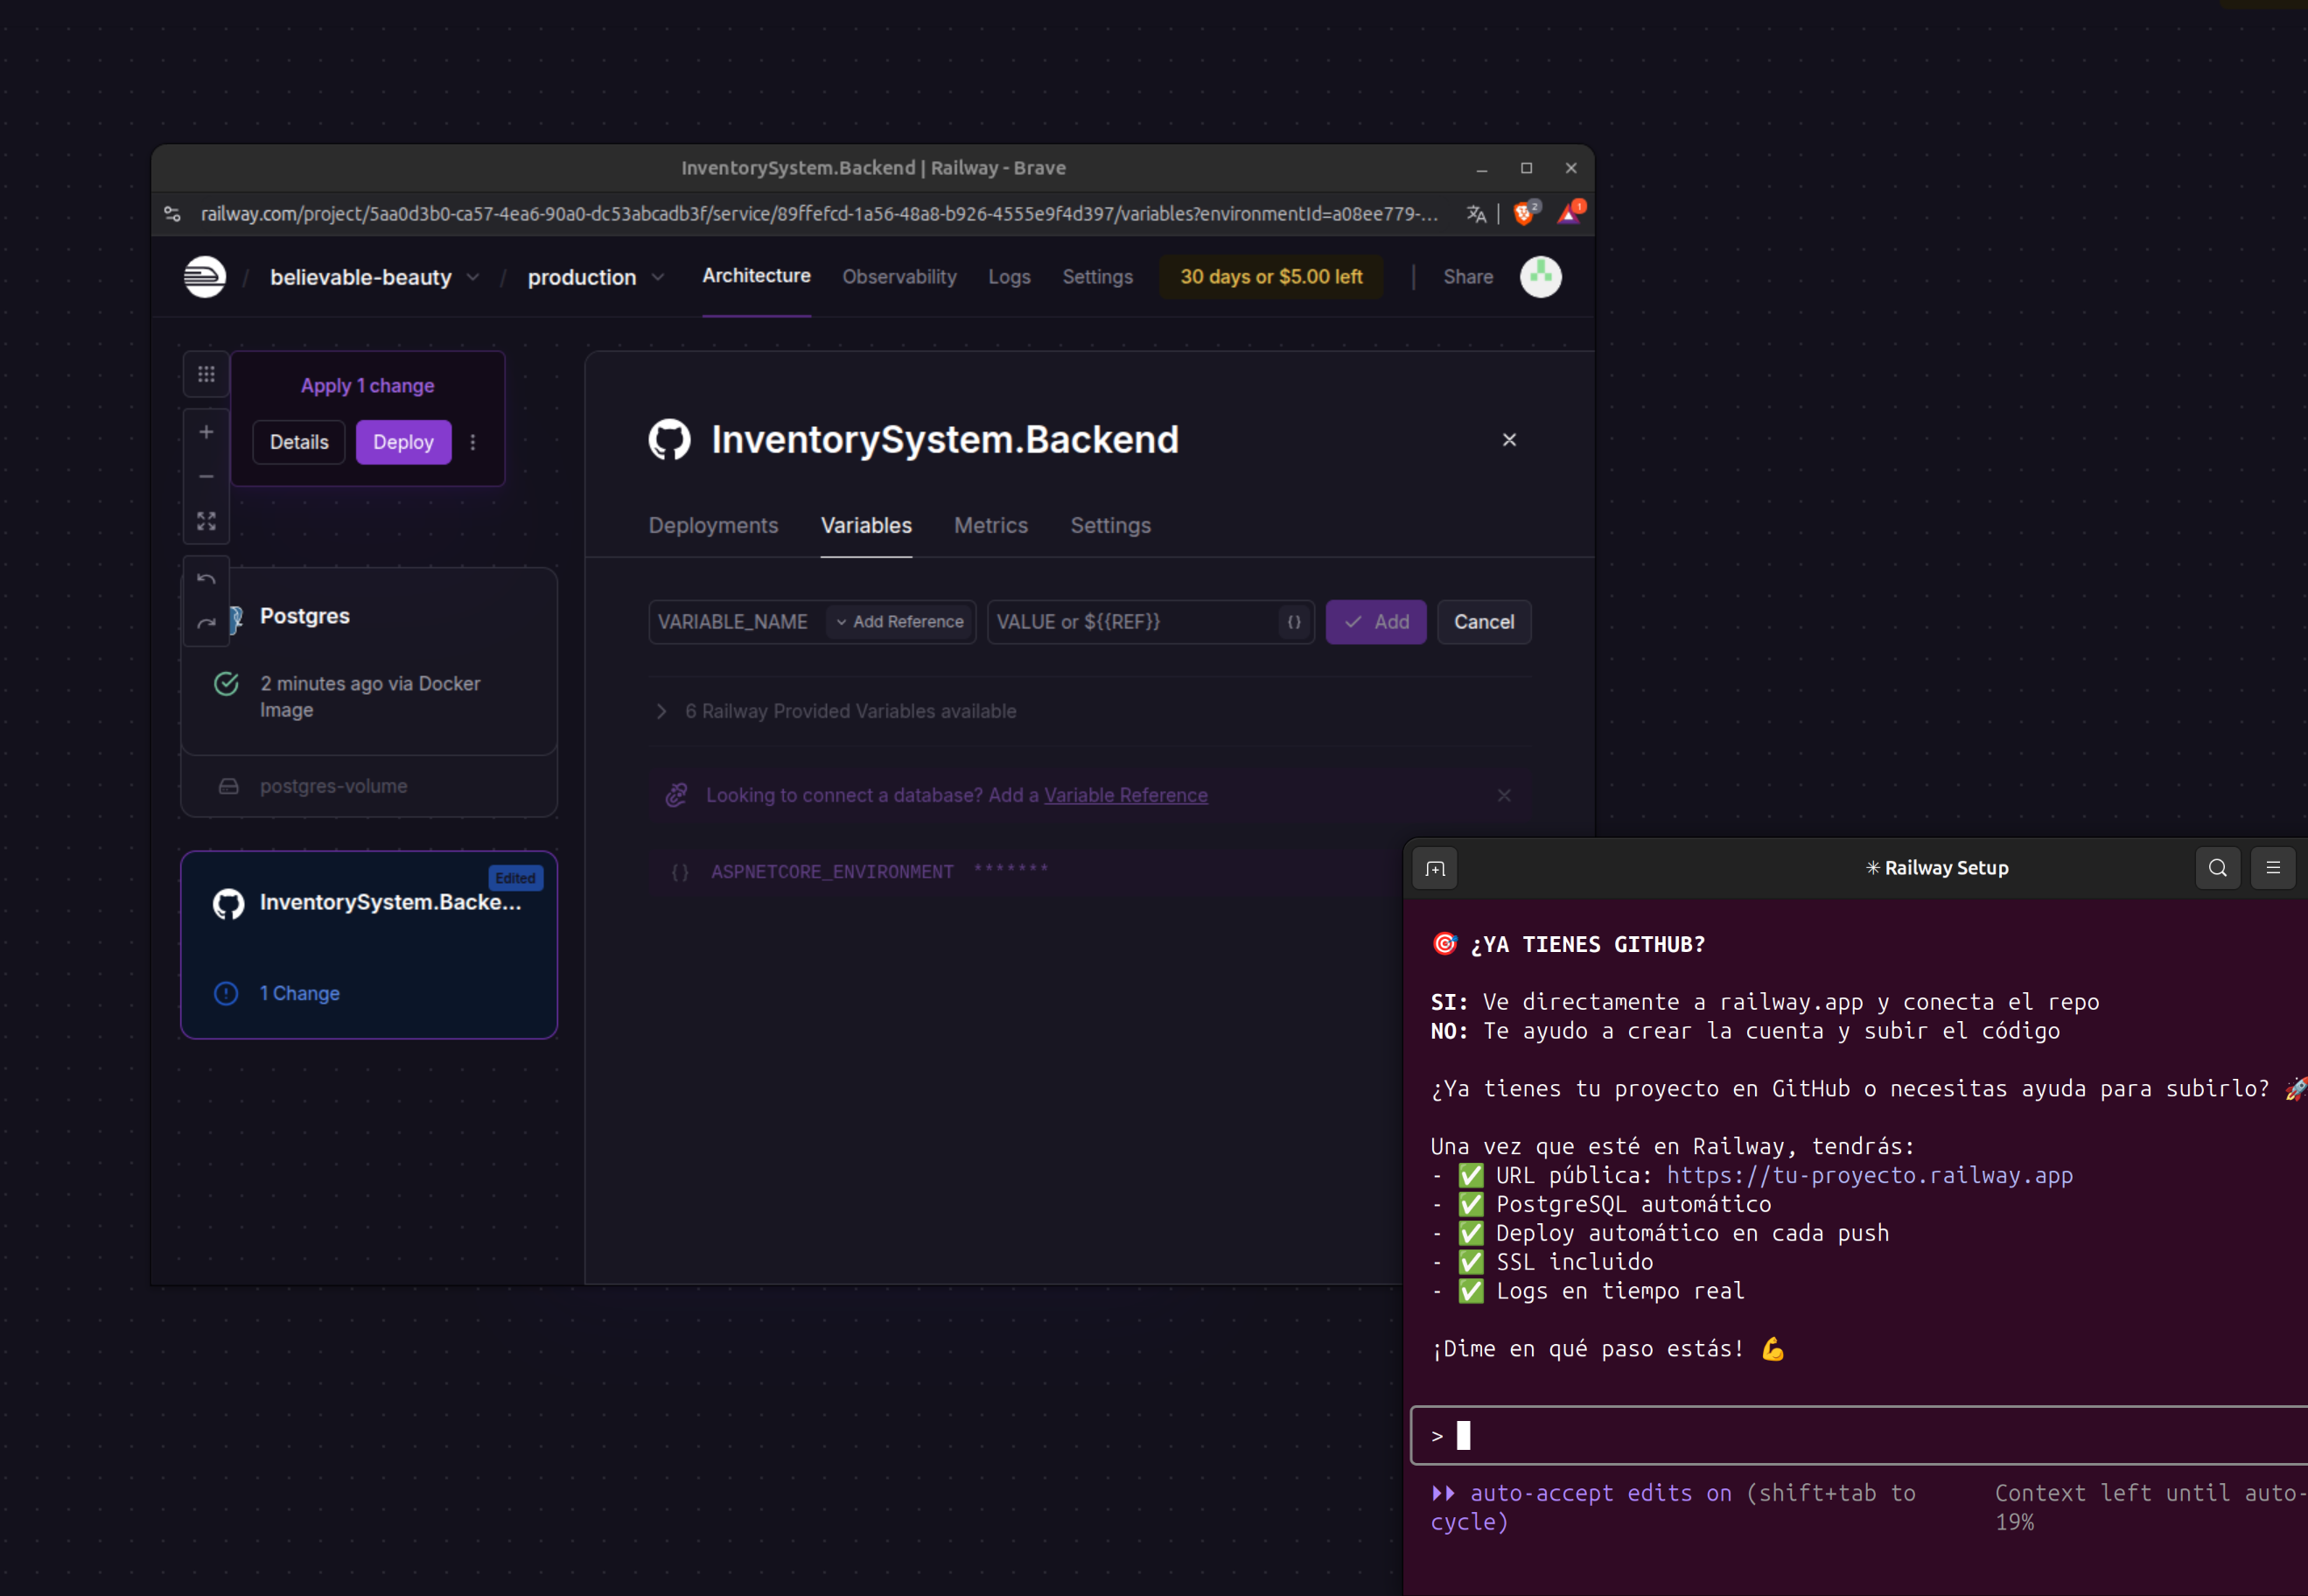 InventorySystem.Backend | Railway - Brave
railway.com/project/5aa0d3b0-ca57-4ea6-90a0-dc53abcadb3f/service/89ffefcd-1a56-48a8-b926-4555e9f4d397/variables?environmentId=a08ee779-...
2
1
/ believable-beauty / production Architecture Observability Logs Settings 30 days or $5.00 left | Share
Apply 1 change
Details Deploy
Postgres
2 minutes ago via Docker
Image
postgres-volume
Edited
InventorySystem.Backe...
1 Change
InventorySystem.Backend
Deployments Variables Metrics Settings
VARIABLE_NAME Add Reference VALUE or ${{REF}} {} Add Cancel
6 Railway Provided Variables available
Looking to connect a database? Add a Variable Reference
{} ASPNETCORE_ENVIRONMENT *******
✳ Railway Setup
🎯 ¿YA TIENES GITHUB?
SI: Ve directamente a railway.app y conecta el repo
NO: Te ayudo a crear la cuenta y subir el código
¿Ya tienes tu proyecto en GitHub o necesitas ayuda para subirlo? 🚀
Una vez que esté en Railway, tendrás:
- ✅ URL pública: https://tu-proyecto.railway.app
- ✅ PostgreSQL automático
- ✅ Deploy automático en cada push
- ✅ SSL incluido
- ✅ Logs en tiempo real
¡Dime en qué paso estás! 💪
>
⏵⏵ auto-accept edits on (shift+tab to
cycle)
Context left until auto-
19%